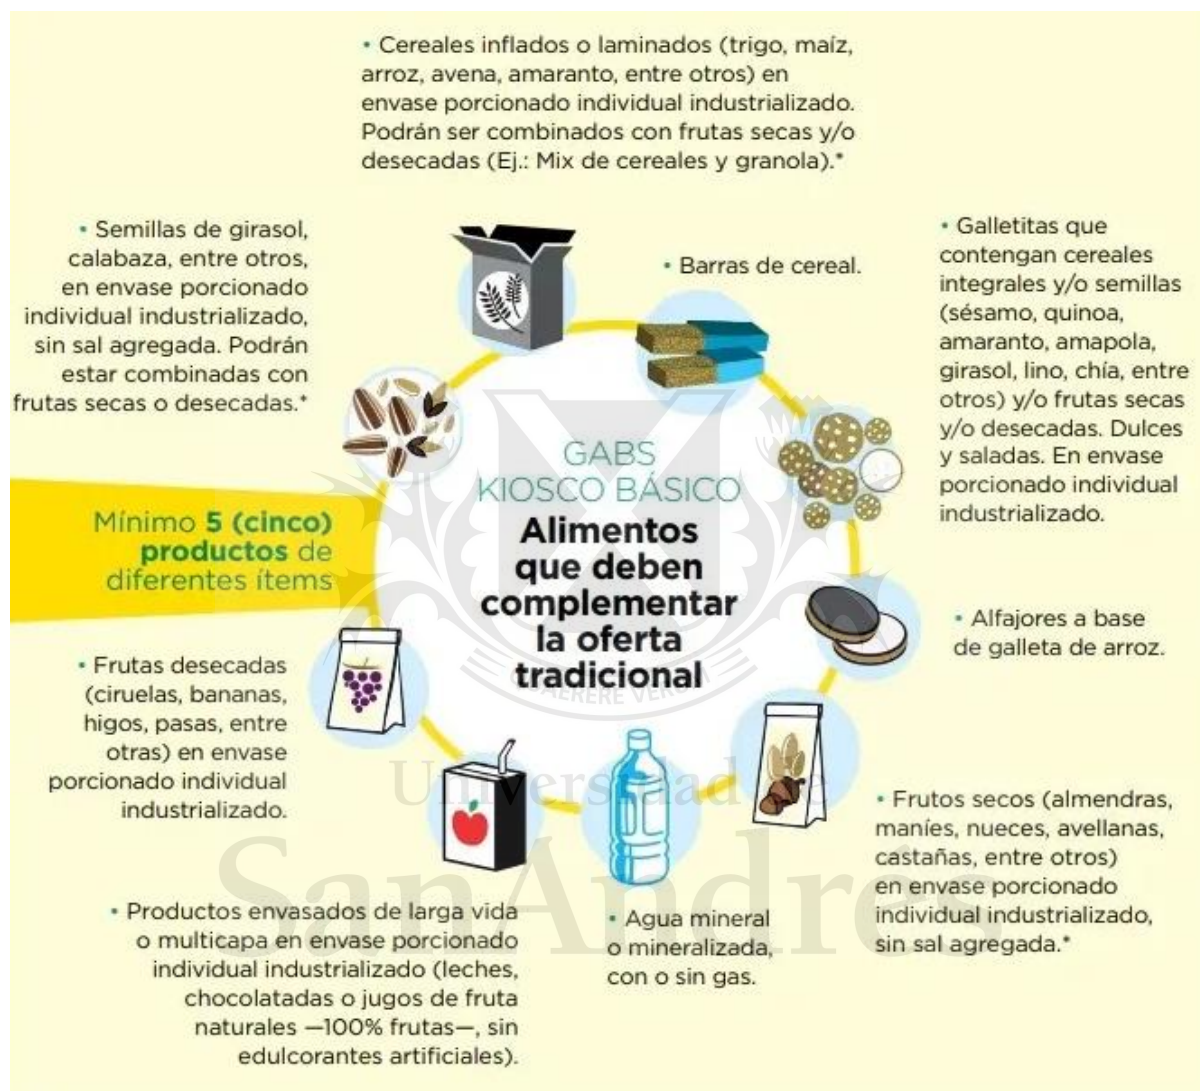 • Cereales inflados o laminados (trigo, maíz,
arroz, avena, amaranto, entre otros) en
envase porcionado individual industrializado.
Podrán ser combinados con frutas secas y/o
desecadas (Ej.: Mix de cereales y granola).*
• Semillas de girasol,
calabaza, entre otros,
en envase porcionado
individual industrializado,
sin sal agregada. Podrán
estar combinadas con
frutas secas o desecadas.*
• Barras de cereal.
• Galletitas que
contengan cereales
integrales y/o semillas
(sésamo, quinoa,
amaranto, amapola,
girasol, lino, chía, entre
otros) y/o frutas secas
y/o desecadas. Dulces
y saladas. En envase
porcionado individual
industrializado.
GABS
KIOSCO BÁSICO
Alimentos
que deben
complementar
la oferta
tradicional
Mínimo 5 (cinco)
productos de
diferentes ítems
• Alfajores a base
de galleta de arroz.
• Frutas desecadas
(ciruelas, bananas,
higos, pasas, entre
otras) en envase
porcionado individual
industrializado.
• Frutos secos (almendras,
maníes, nueces, avellanas,
castañas, entre otros)
en envase porcionado
individual industrializado,
sin sal agregada.*
• Productos envasados de larga vida
o multicapa en envase porcionado
individual industrializado (leches,
chocolatadas o jugos de fruta
naturales —100% frutas—, sin
edulcorantes artificiales).
• Agua mineral
o mineralizada,
con o sin gas.
Universidad de
SanAndrés